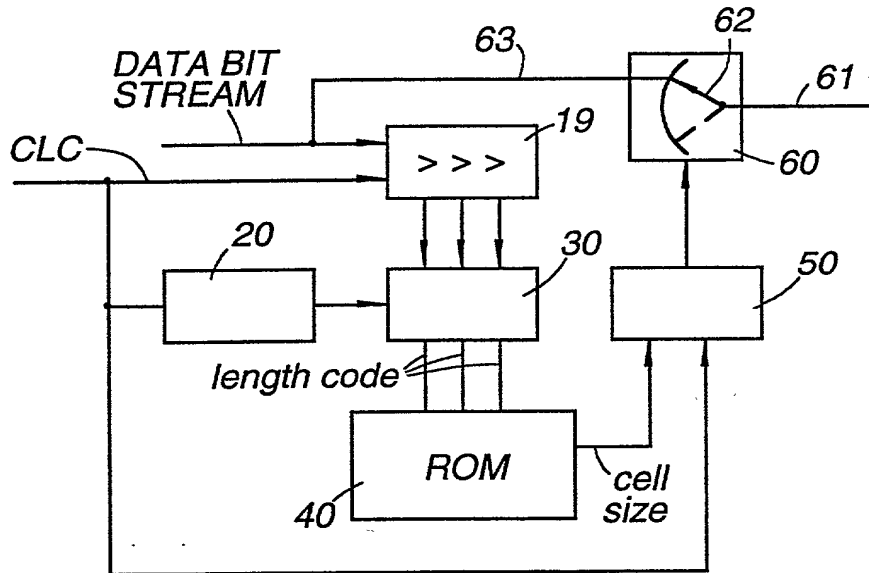 63
62
DATA BIT
STREAM
61
19
CLC
> > >
60
20
30
50
length code
ROM
40
cell
size